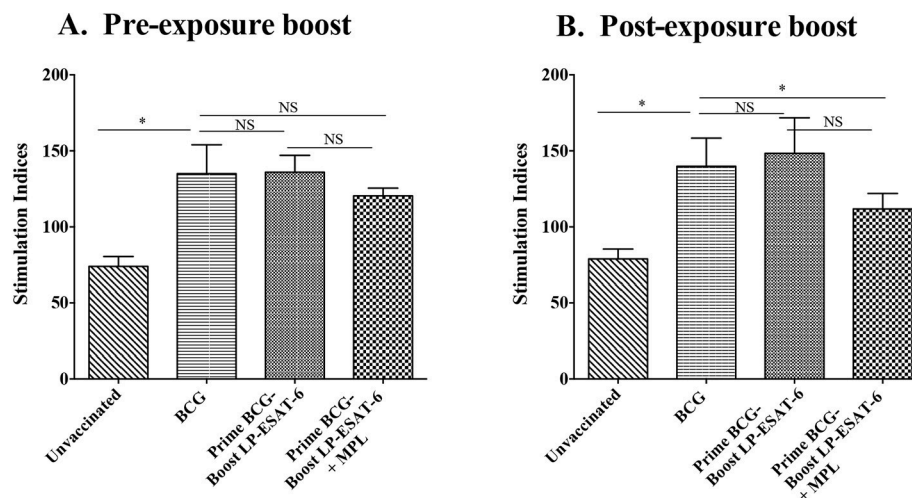 A. Pre-exposure boost
200
150
100
50
0
Stimulation Indices
*
NS
NS
NS
Unvaccinated
BCG
Prime BCG-
Boost LP-ESAT-6
Prime BCG-
Boost LP-ESAT-6
+ MPL
B. Post-exposure boost
200
150
100
50
0
Stimulation Indices
*
*
NS
NS
Unvaccinated
BCG
Prime BCG-
Boost LP-ESAT-6
Prime BCG-
Boost LP-ESAT-6
+ MPL